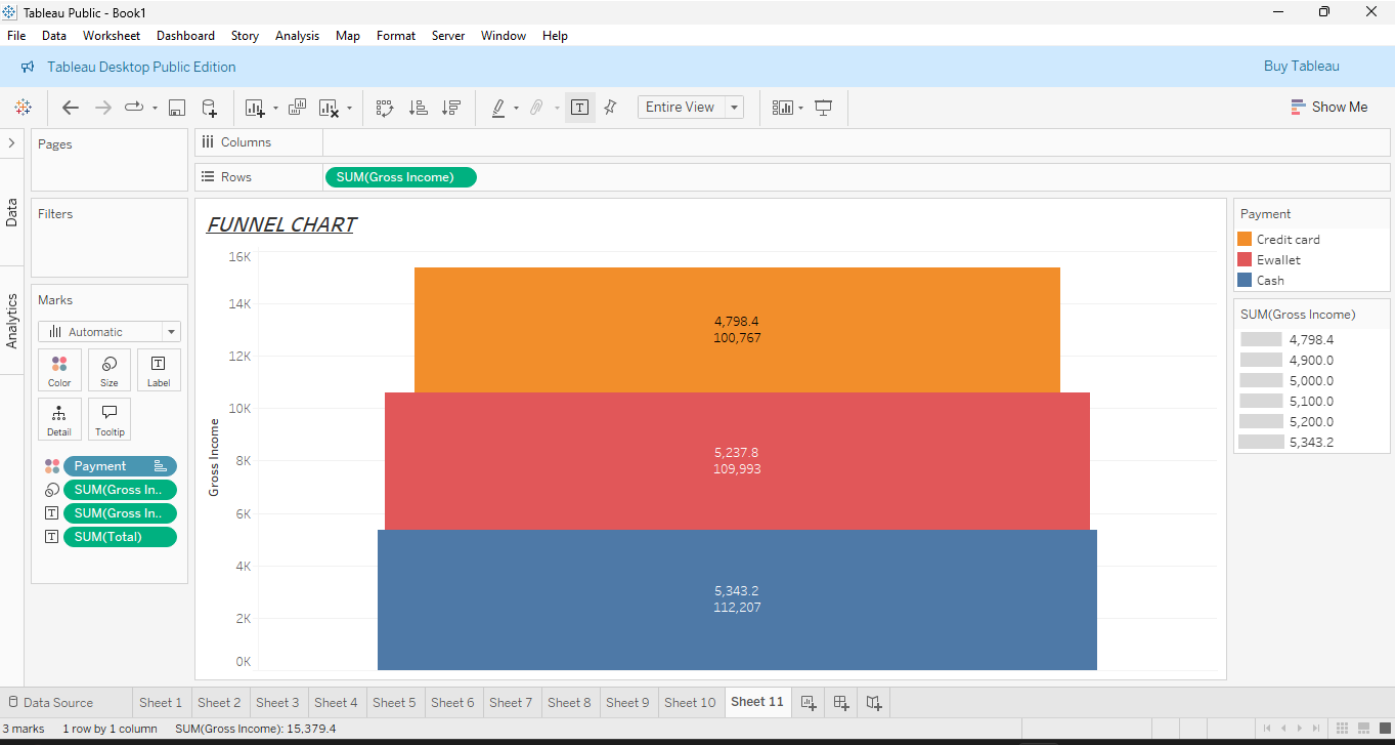 Tableau Public - Book1
File Data Worksheet Dashboard Story Analysis Map Format Server Window Help
Tableau Desktop Public Edition
Buy Tableau
Entire View
Show Me
Data
Analytics
Pages
Filters
Marks
Automatic
Color Size Label
Detail Tooltip
Payment
SUM(Gross In..
SUM(Gross In..
SUM(Total)
Columns
Rows SUM(Gross Income)
FUNNEL CHART
Gross Income
16K
14K
12K
10K
8K
6K
4K
2K
0K
4,798.4
100,767
5,237.8
109,993
5,343.2
112,207
Payment
Credit card
Ewallet
Cash
SUM(Gross Income)
4,798.4
4,900.0
5,000.0
5,100.0
5,200.0
5,343.2
Data Source Sheet 1 Sheet 2 Sheet 3 Sheet 4 Sheet 5 Sheet 6 Sheet 7 Sheet 8 Sheet 9 Sheet 10 Sheet 11
3 marks 1 row by 1 column SUM(Gross Income): 15,379.4